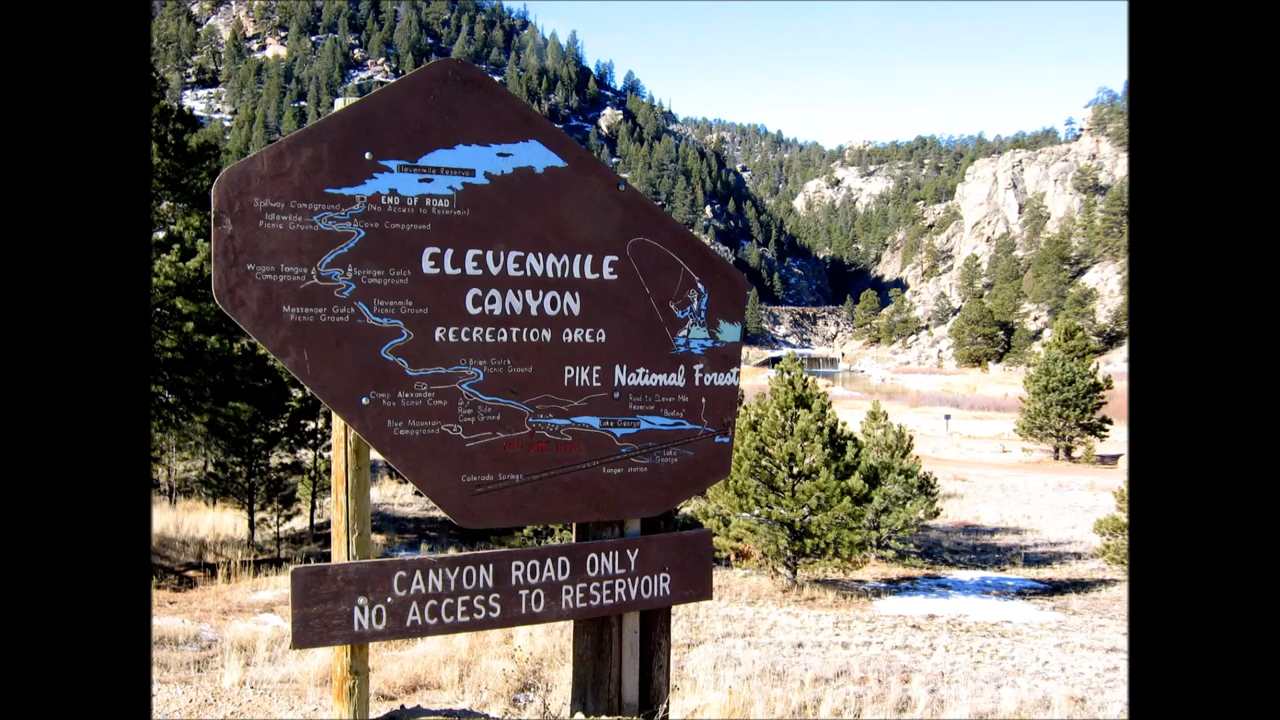 Elevenmile Reservoir
END OF ROAD
(No Access to Reservoir)
Spillway Campground
Idlewilde
Picnic Ground
Cove Campground
ELEVENMILE
CANYON
RECREATION AREA
Wagon Tongue
Campground
Springer Gulch
Campground
Messenger Gulch
Picnic Ground
Elevenmile
Picnic Ground
Brien Gulch
Picnic Ground
PIKE National Forest
Camp Alexander
Boy Scout Camp
River Side
Camp Ground
Blue Mountain
Campground
Road to Eleven Mile
Reservoir
"Boating"
Lake George
YOU ARE HERE
Lake
George
Ranger station
Colorado Springs
CANYON ROAD ONLY
NO ACCESS TO RESERVOIR